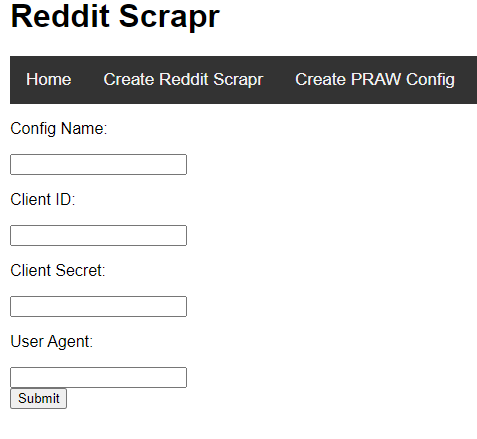 Reddit Scrapr
Home Create Reddit Scrapr Create PRAW Config
Config Name:
Client ID:
Client Secret:
User Agent:
Submit